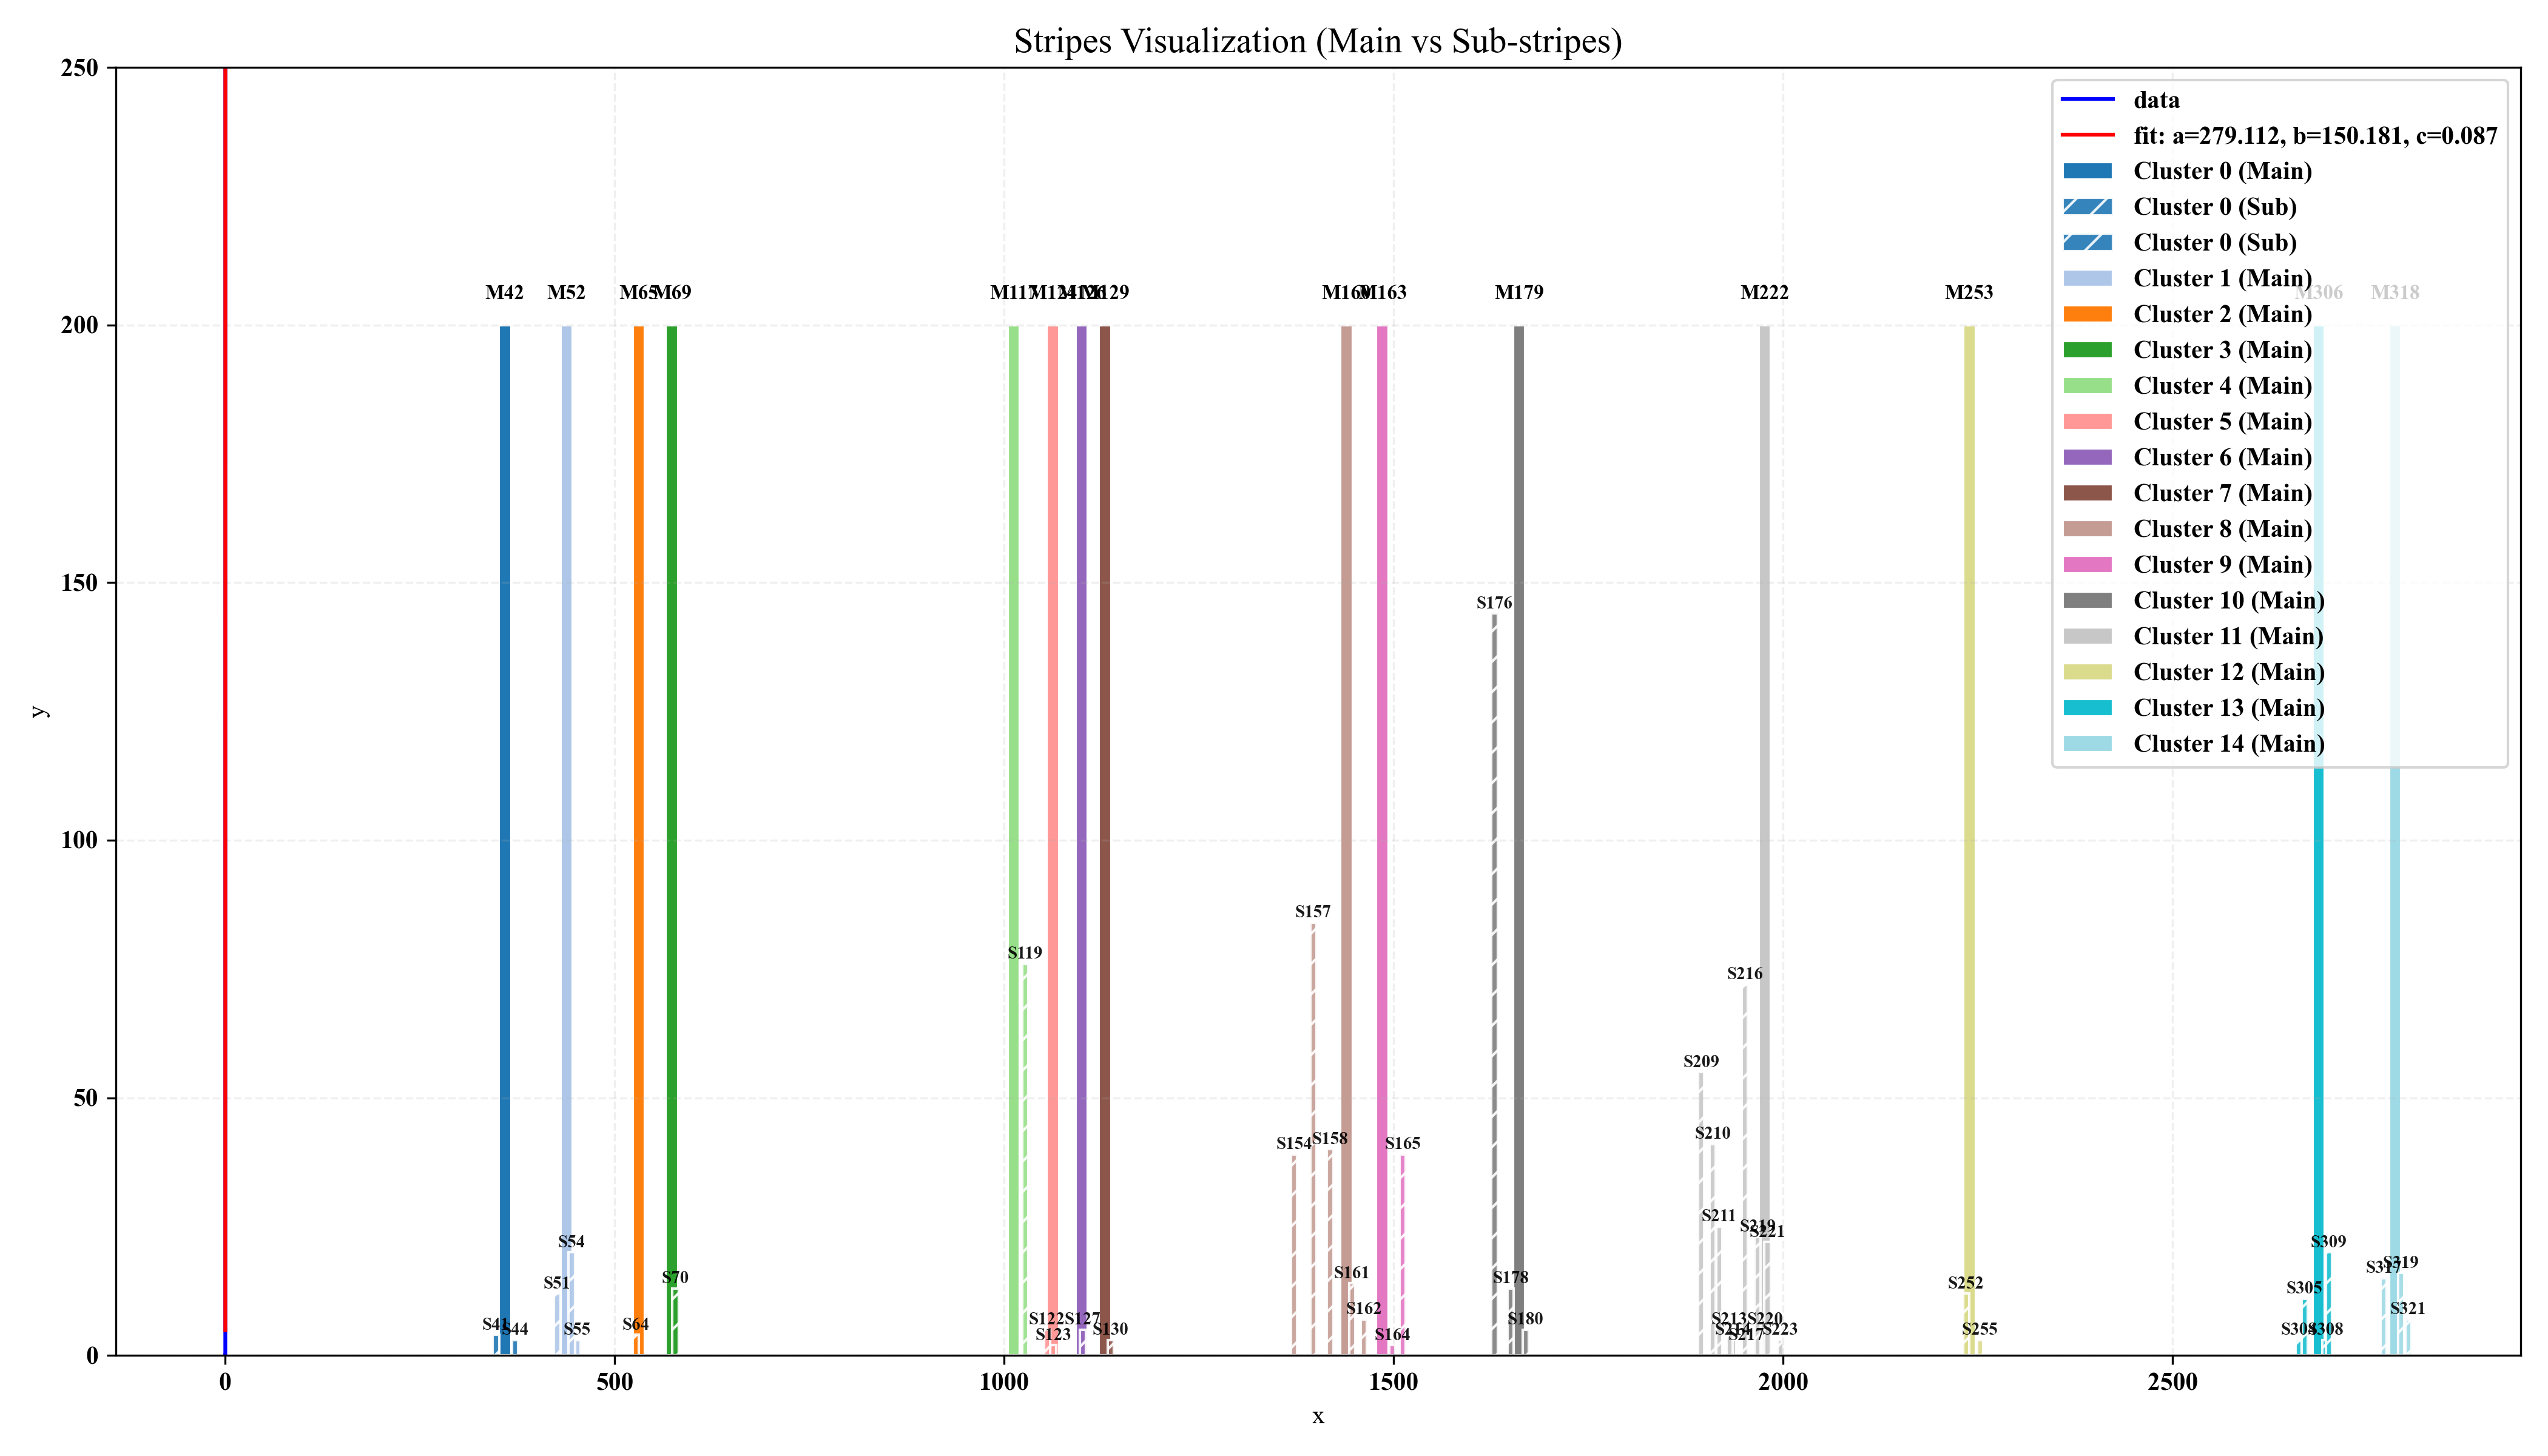 Stripes Visualization (Main vs Sub-stripes)
250
200
150
100
50
0
y
data
fit: a=279.112, b=150.181, c=0.087
Cluster 0 (Main)
Cluster 0 (Sub)
Cluster 0 (Sub)
Cluster 1 (Main)
Cluster 2 (Main)
Cluster 3 (Main)
Cluster 4 (Main)
Cluster 5 (Main)
Cluster 6 (Main)
Cluster 7 (Main)
Cluster 8 (Main)
Cluster 9 (Main)
Cluster 10 (Main)
Cluster 11 (Main)
Cluster 12 (Main)
Cluster 13 (Main)
Cluster 14 (Main)
M42 M52 M65 M69 M129 M160 M163 M179 M222 M253 M306 M318
S176
S157
S119
S216
S209
S210
S158
S154
S165
S211
S219
S221
S54
S309
S319
S317
S161
S70
S178
S51
S252
S305
S162
S321
S122
S127
S180
S213
S220
S41
S64
S44
S55
S130
S223
S255
S308
S123
S164
S217
0 500 1000 1500 2000 2500
x